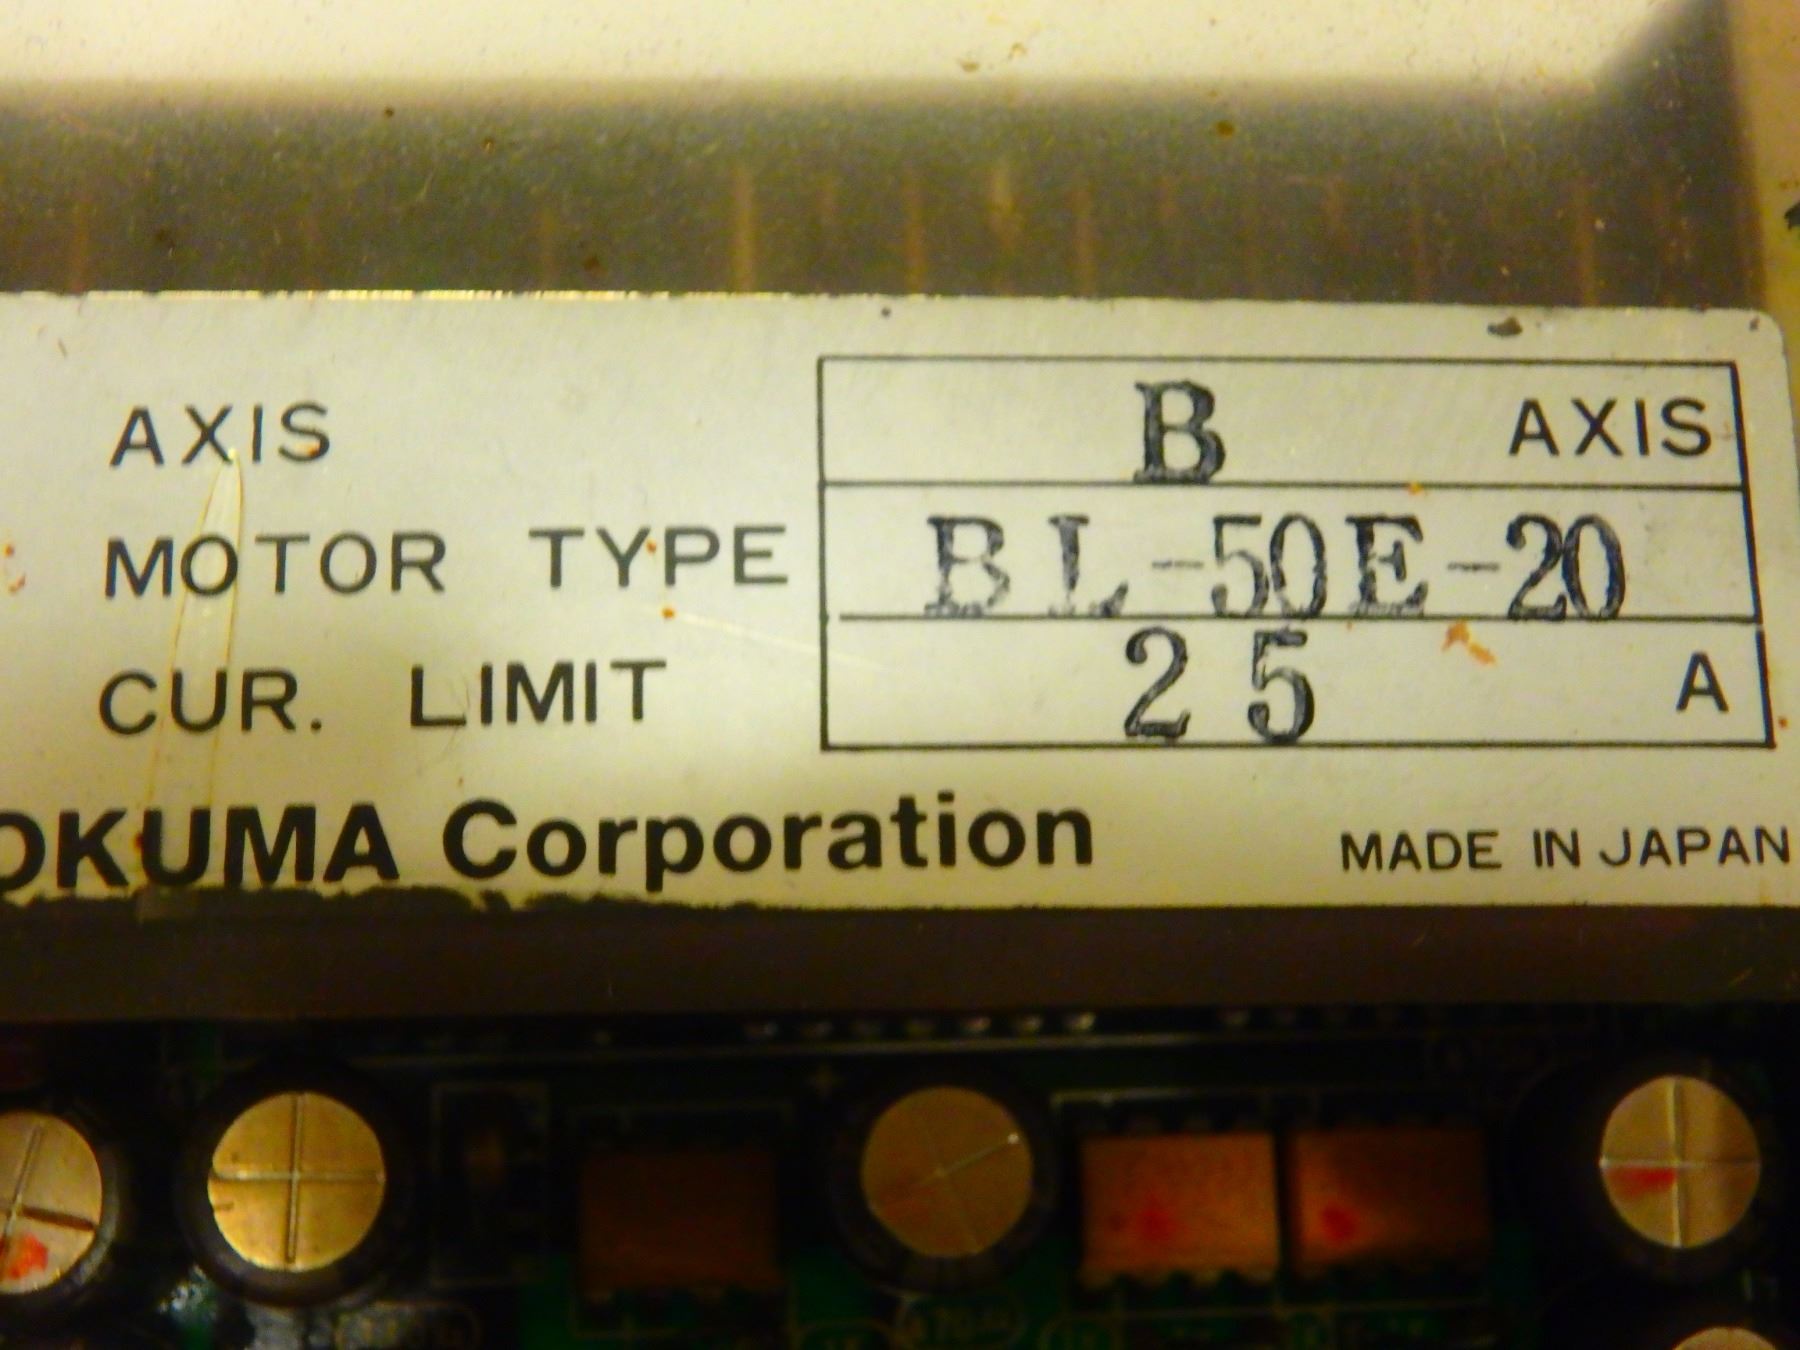 AXIS B AXIS
MOTOR TYPE BL-50E-20
CUR. LIMIT 25 A
OKUMA Corporation MADE IN JAPAN